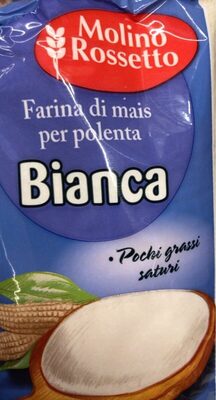 Molino
Rossetto
Farina di mais
per polenta
Bianca
• Pochi grassi
saturi